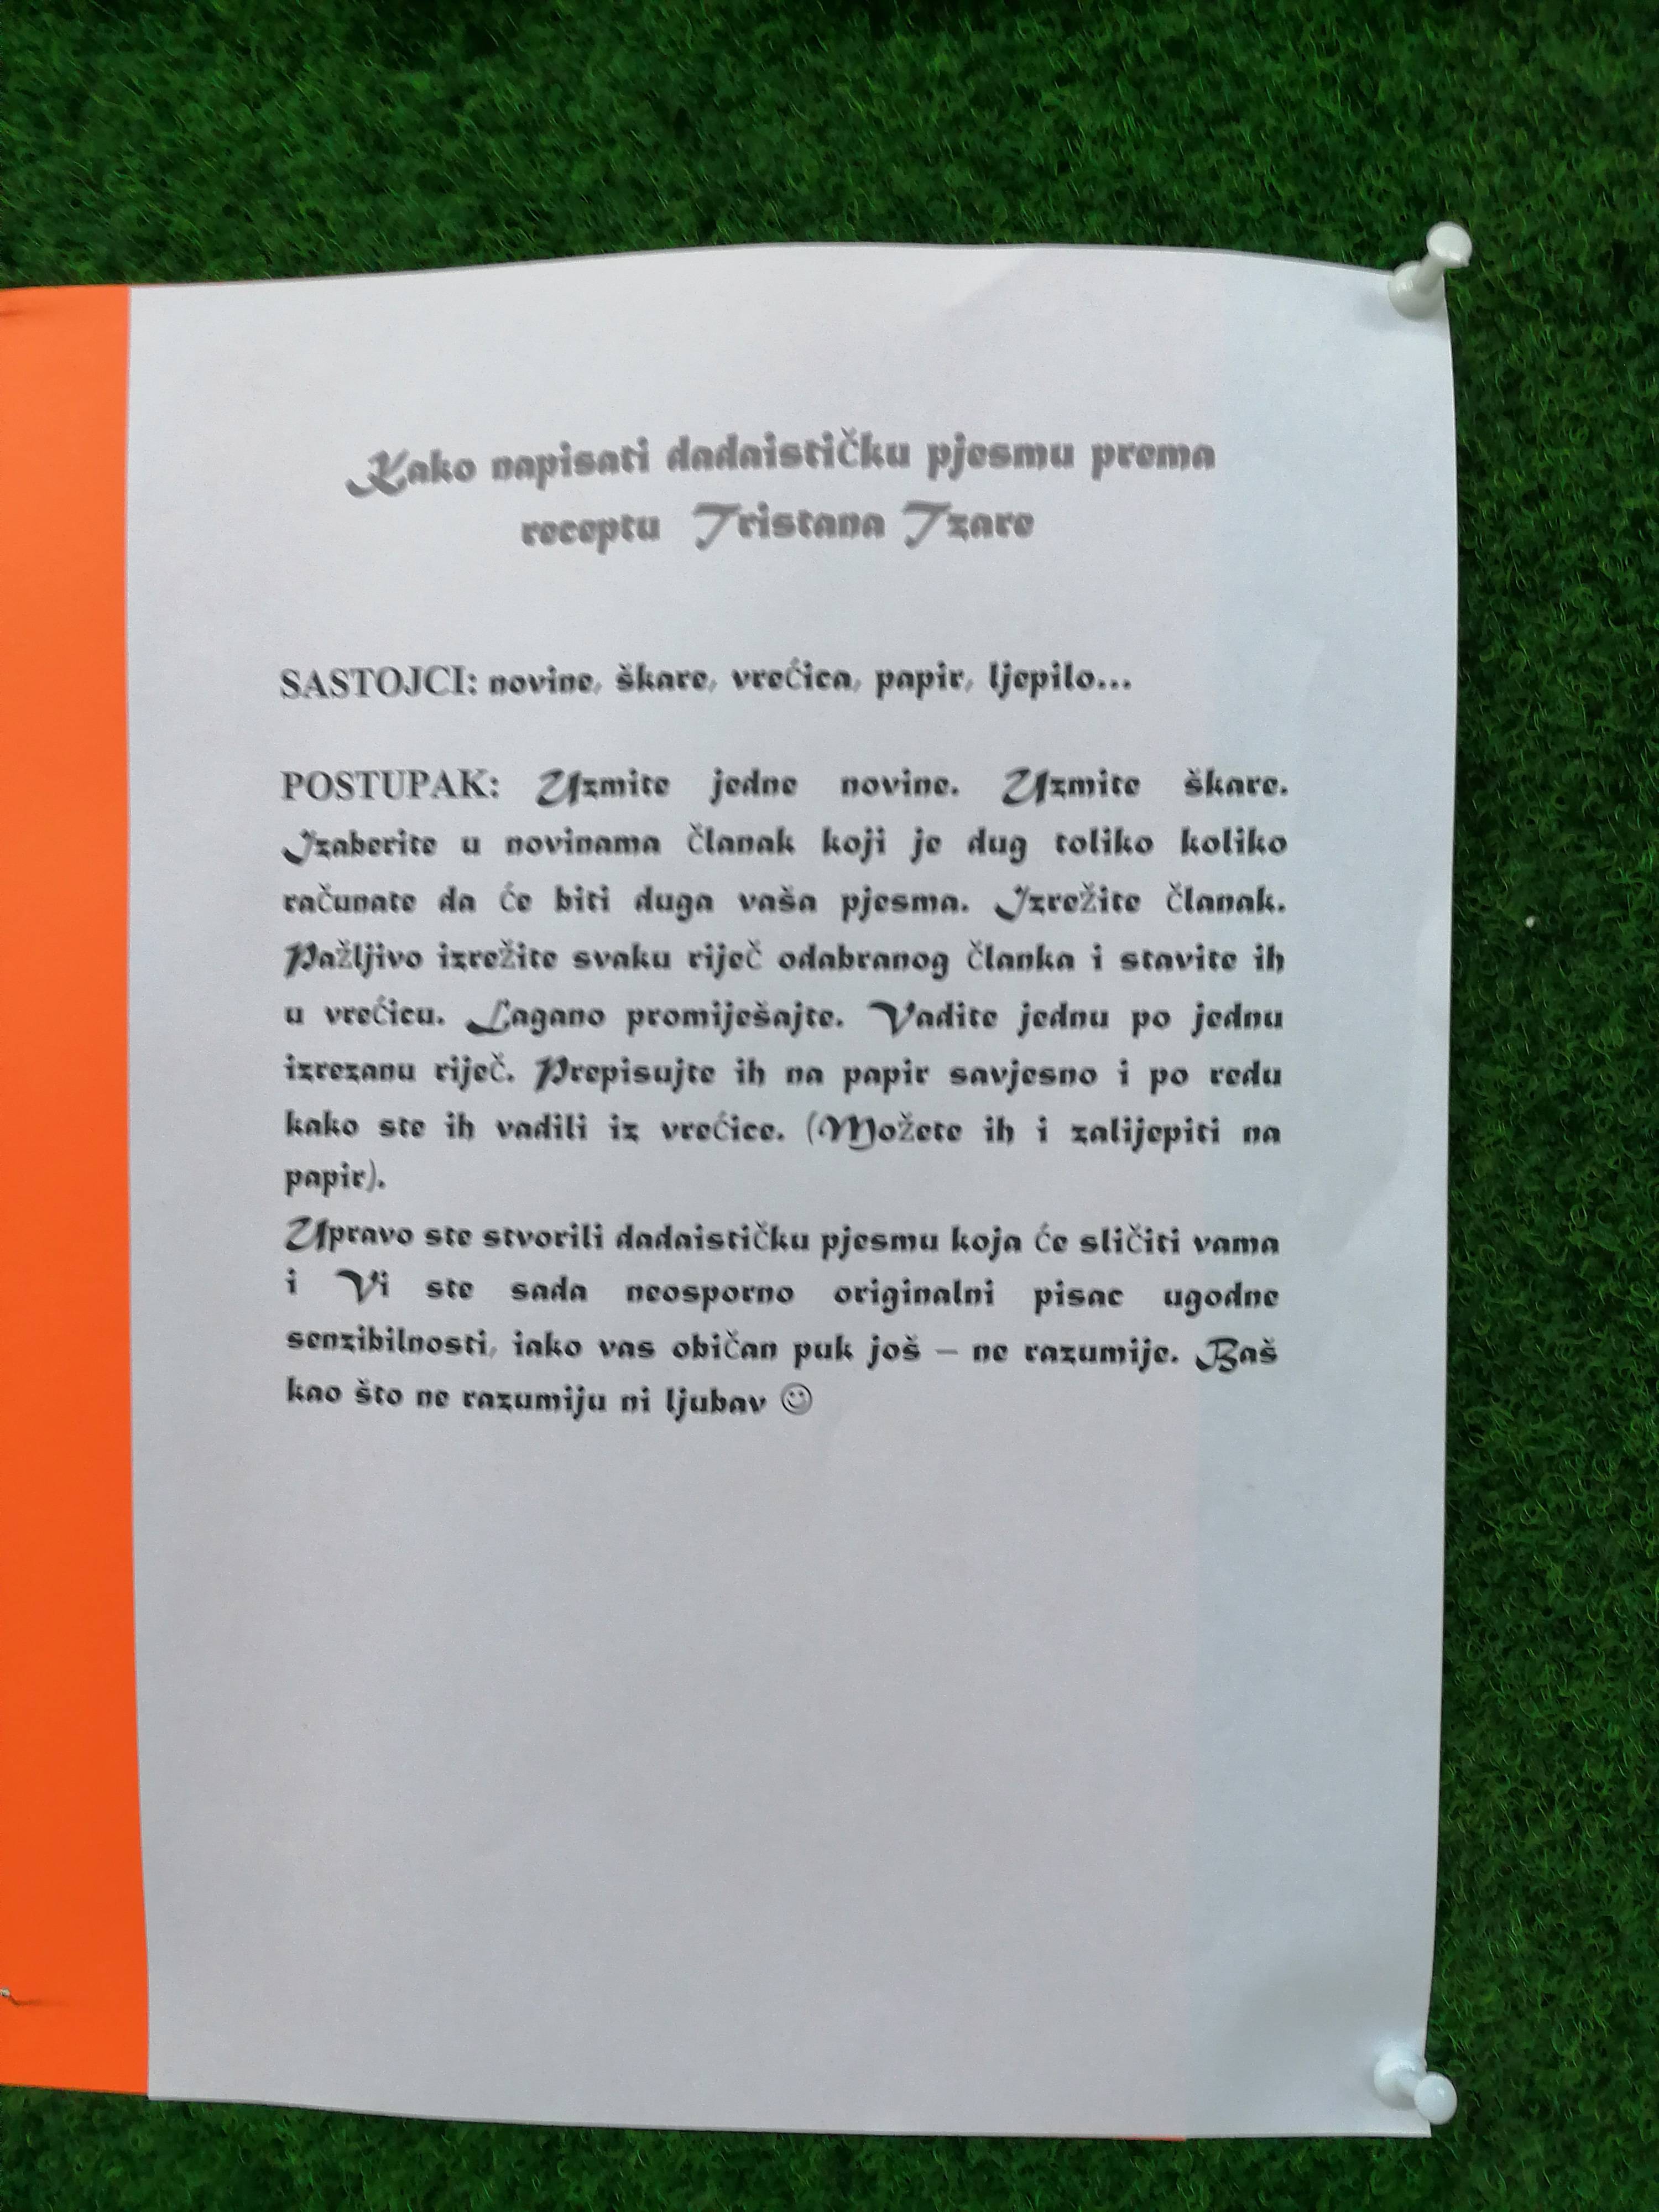 Kako napisati dadaističku pjesmu prema
receptu Tristana Tzare
SASTOJCI: novine, škare, vrećica, papir, ljepilo...
POSTUPAK: Uzmite jedne novine. Uzmite škare.
Izaberite u novinama članak koji je dug toliko koliko
računate da će biti duga vaša pjesma. Izrežite članak.
Pažljivo izrežite svaku riječ odabranog članka i stavite ih
u vrećicu. Lagano promiješajte. Vadite jednu po jednu
izrezanu riječ. Prepisujte ih na papir savjesno i po redu
kako ste ih vadili iz vrećice. (Možete ih i zalijepiti na
papir).
Upravo ste stvorili dadaističku pjesmu koja će sličiti vama
i Vi ste sada neosporno originalni pisac ugodne
senzibilnosti, iako vas običan puk još – ne razumije. Baš
kao što ne razumiju ni ljubav ☺